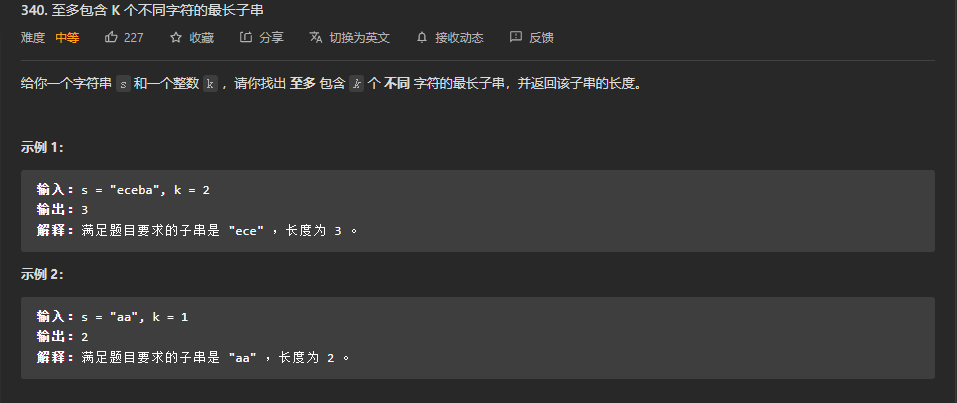 340. 至多包含 K 个不同字符的最长子串
难度 中等 227 收藏 分享 切换为英文 接收动态 反馈
给你一个字符串 s 和一个整数 k ，请你找出 至多 包含 k 个 不同 字符的最长子串，并返回该子串的长度。
示例 1：
输入：s = "eceba", k = 2
输出：3
解释：满足题目要求的子串是 "ece" ，长度为 3 。
示例 2：
输入：s = "aa", k = 1
输出：2
解释：满足题目要求的子串是 "aa" ，长度为 2 。